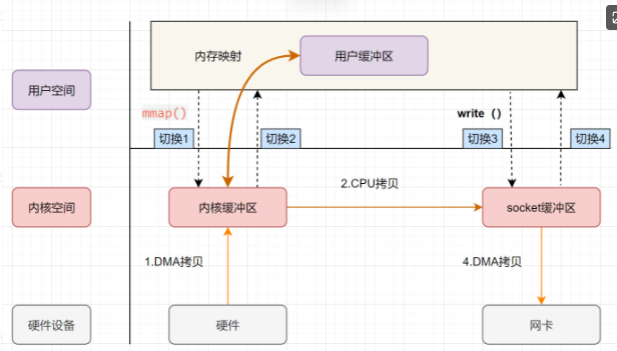 内存映射
用户缓冲区
用户空间
mmap()
write（）
切换1
切换2
切换3
切换4
2.CPU拷贝
内核空间
内核缓冲区
socket缓冲区
1.DMA拷贝
4.DMA拷贝
硬件设备
硬件
网卡